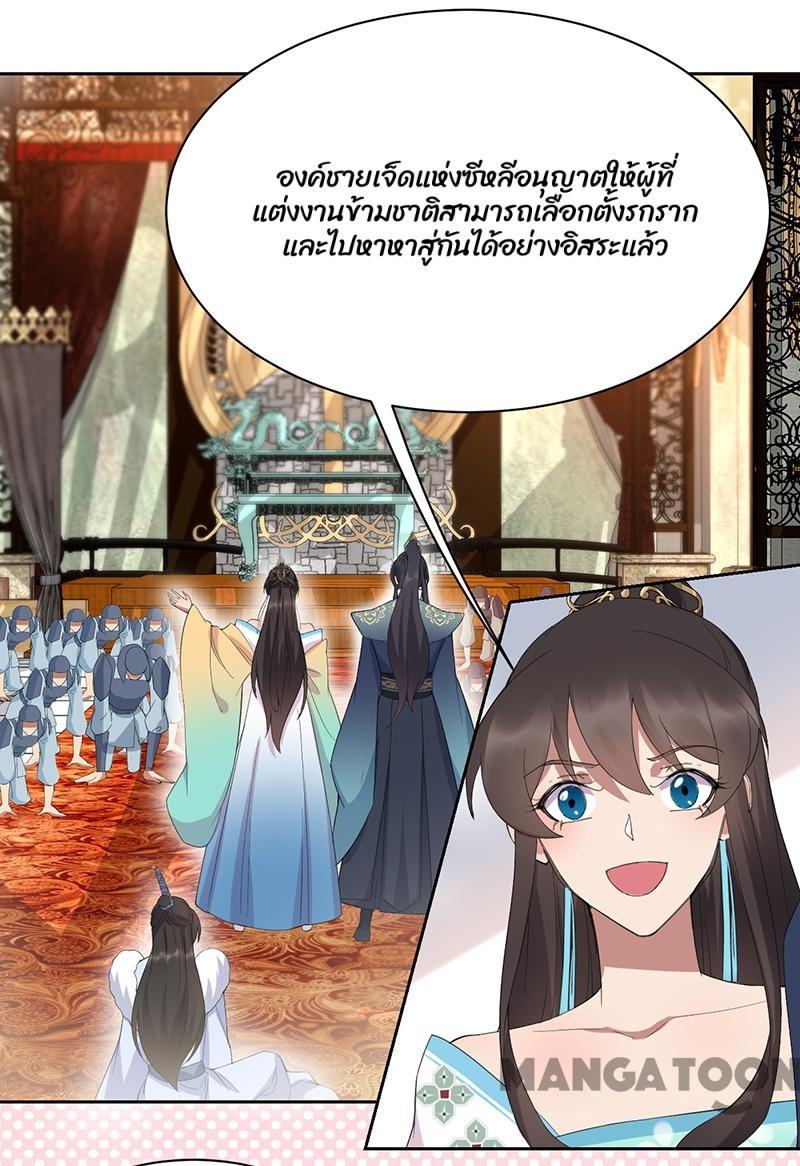 องค์ชายเจ็ดแห่งซีหลีอนุญาตให้ผู้ที่
แต่งงานข้ามชาติสามารถเลือกตั้งรกราก
และไปหาหาสู่กันได้อย่างอิสระแล้ว
MANGATOON